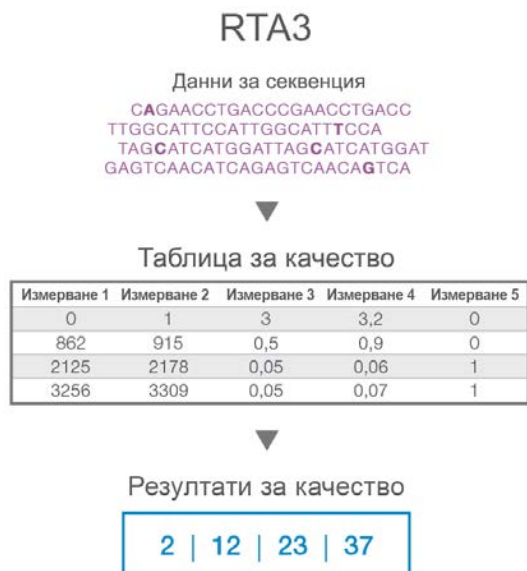 RTA3
Данни за секвенция
CAGAACCTGACCCGAACCTGACC
TTGGCATTCCATTGGCATTTCCA
TAGCATCATGGATTAGCATCATGGAT
GAGTCAACATCAGAGTCAACAGTCA
Таблица за качество
Измерване 1 Измерване 2 Измерване 3 Измерване 4 Измерване 5
0 1 3 3,2 0
862 915 0,5 0,9 0
2125 2178 0,05 0,06 1
3256 3309 0,05 0,07 1
Резултати за качество
2 | 12 | 23 | 37